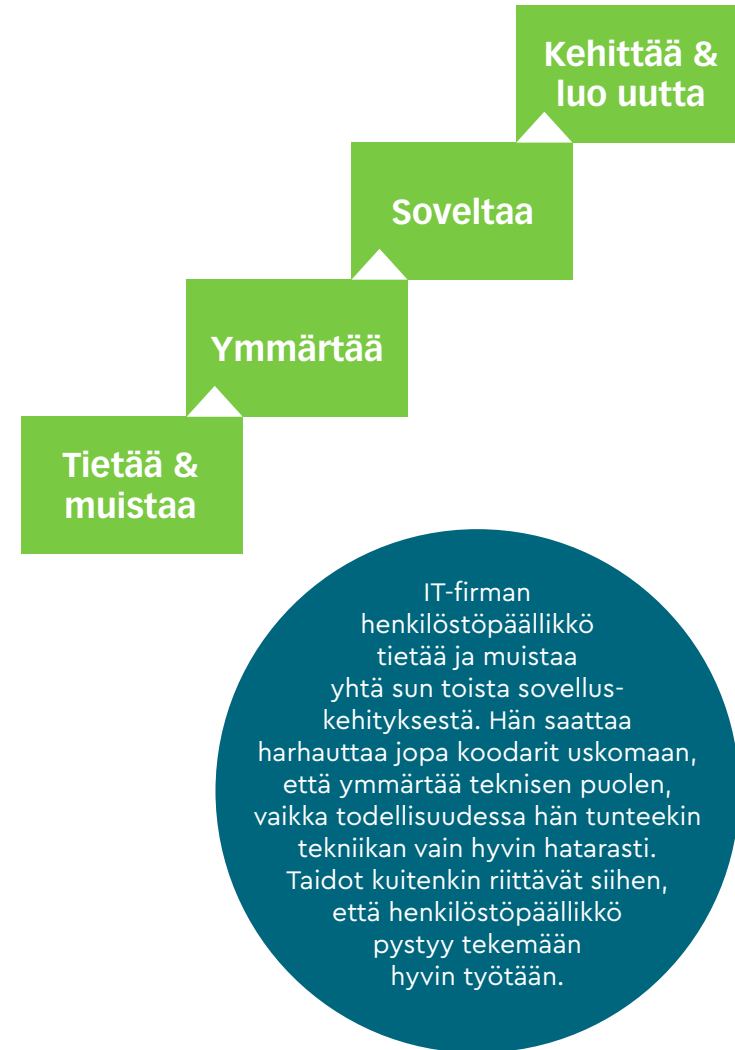 Kehittää &
luo uutta
Soveltaa
Ymmärtää
Tietää &
muistaa
IT-firman
henkilöstöpäällikkö
tietää ja muistaa
yhtä sun toista sovellus-
kehityksestä. Hän saattaa
harhauttaa jopa koodarit uskomaan,
että ymmärtää teknisen puolen,
vaikka todellisuudessa hän tunteekin
tekniikan vain hyvin hatarasti.
Taidot kuitenkin riittävät siihen,
että henkilöstöpäällikkö
pystyy tekemään
hyvin työtään.